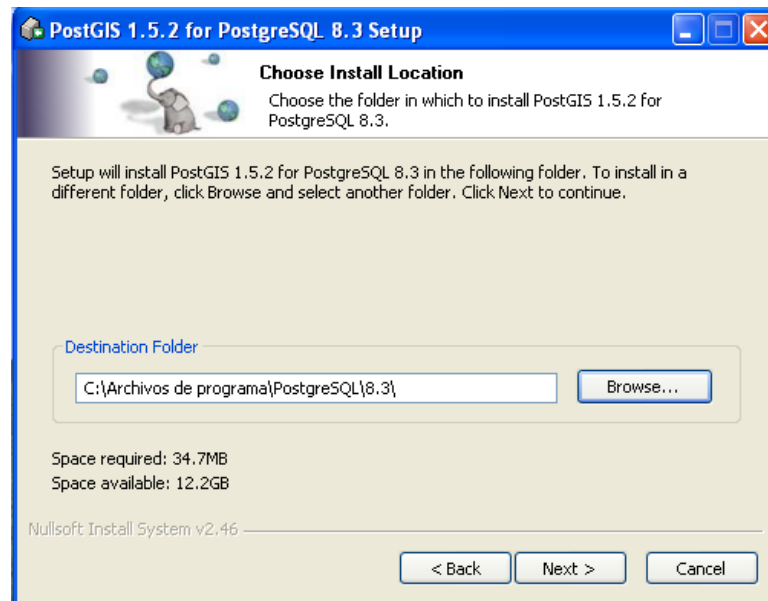 PostGIS 1.5.2 for PostgreSQL 8.3 Setup
Choose Install Location
Choose the folder in which to install PostGIS 1.5.2 for
PostgreSQL 8.3.
Setup will install PostGIS 1.5.2 for PostgreSQL 8.3 in the following folder. To install in a
different folder, click Browse and select another folder. Click Next to continue.
Destination Folder
C:\Archivos de programa\PostgreSQL\8.3\
Browse...
Space required: 34.7MB
Space available: 12.2GB
Nullsoft Install System v2.46
< Back Next > Cancel